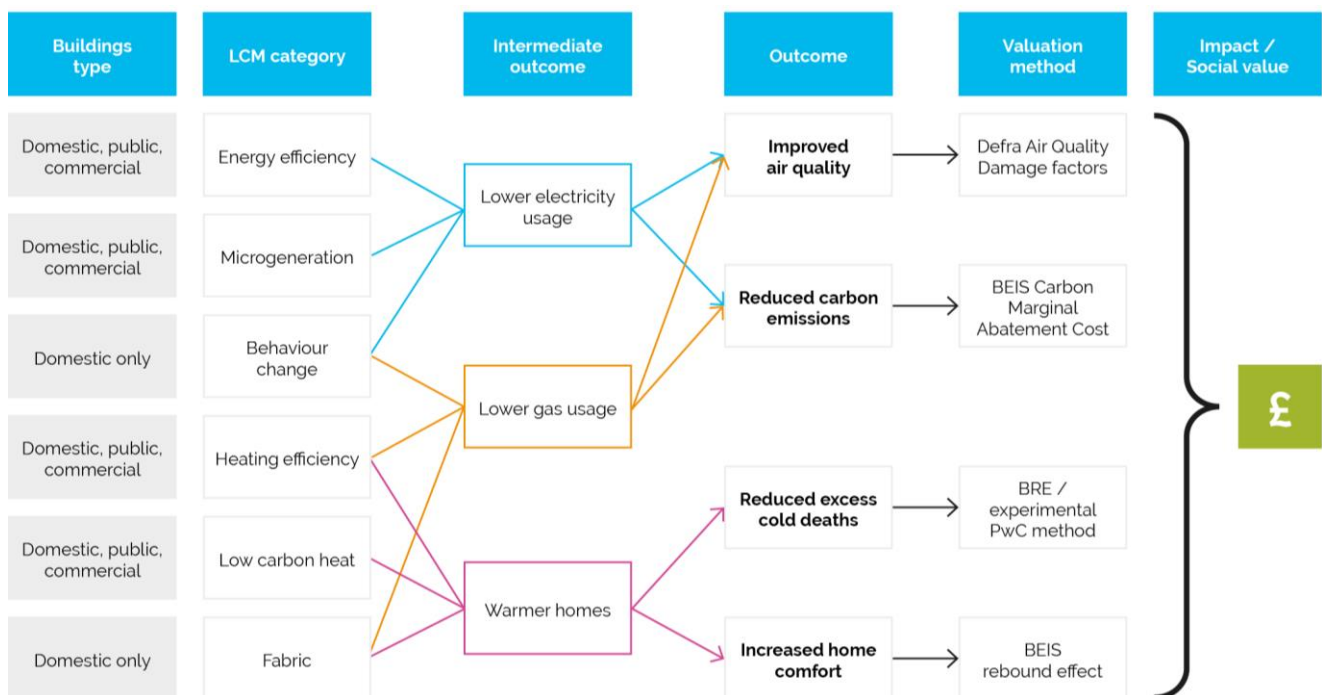 Buildings
type
LCM category
Intermediate
outcome
Outcome
Valuation
method
Impact /
Social value
Domestic, public,
commercial
Energy efficiency
Lower electricity
usage
Improved
air quality
Defra Air Quality
Damage factors
Domestic, public,
commercial
Microgeneration
Reduced carbon
emissions
BEIS Carbon
Marginal
Abatement Cost
Domestic only
Behaviour
change
Lower gas usage
£
Domestic, public,
commercial
Heating efficiency
Reduced excess
cold deaths
BRE /
experimental
PwC method
Domestic, public,
commercial
Low carbon heat
Warmer homes
Domestic only
Fabric
Increased home
comfort
BEIS
rebound effect